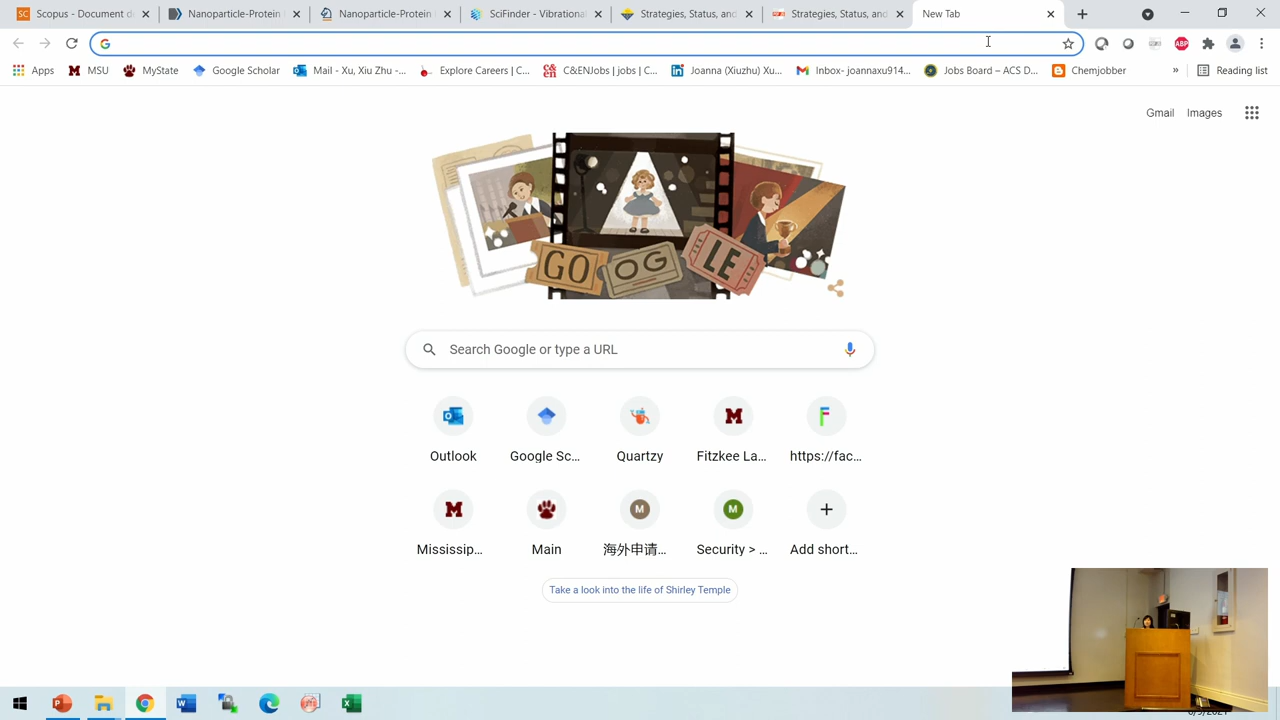 Scopus - Document d
Nanoparticle-Protein
Nanoparticle-Protein
SciFinder - Vibrational
Strategies, Status, and
Strategies, Status, and
New Tab
Apps
MSU
MyState
Google Scholar
Mail - Xu, Xiu Zhu -...
Explore Careers | C...
C&ENJobs | jobs | C...
Joanna (Xiuzhu) Xu...
Inbox- joannaxu914...
Jobs Board – ACS D...
Chemjobber
»
Reading list
Gmail
Images
GO OG LE
Search Google or type a URL
Outlook
Google Sc...
Quartzy
Fitzkee La...
https://fac...
Mississip...
Main
海外申请...
Security > ...
Add short...
Take a look into the life of Shirley Temple